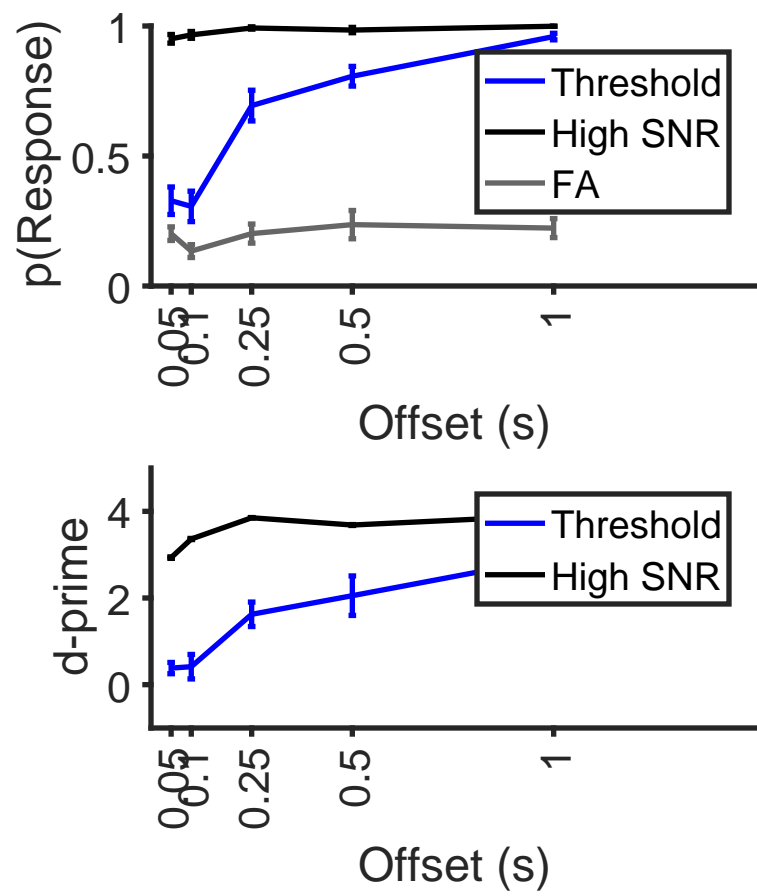 p(Response)
1
0.5
0
Threshold
High SNR
FA
0.05
0.1
0.25
0.5
1
Offset (s)
d-prime
4
2
0
Threshold
High SNR
0.05
0.1
0.25
0.5
1
Offset (s)